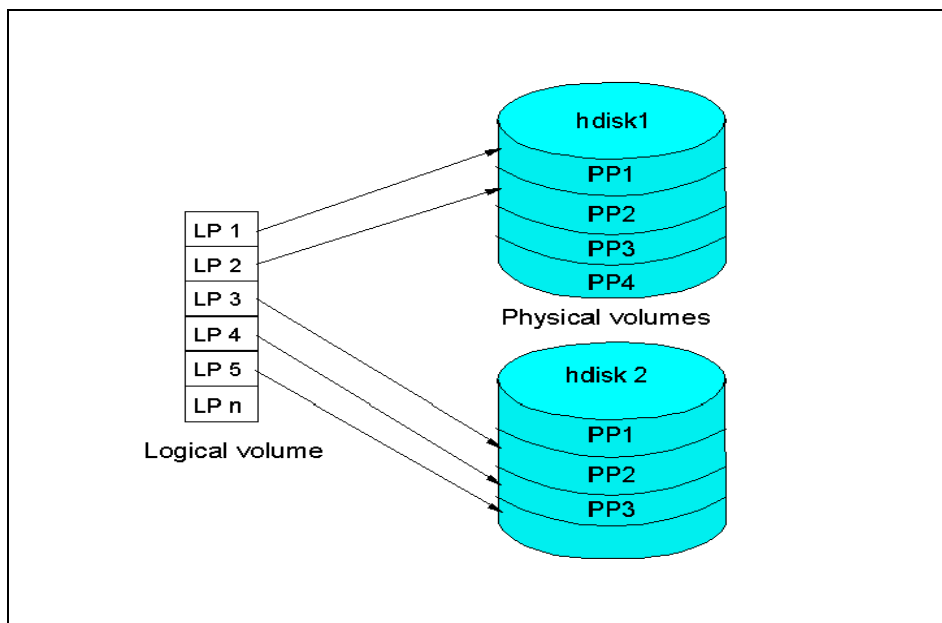 hdisk1
PP1
PP2
PP3
PP4
Physical volumes
LP 1
LP 2
LP 3
LP 4
LP 5
LP n
Logical volume
hdisk 2
PP1
PP2
PP3